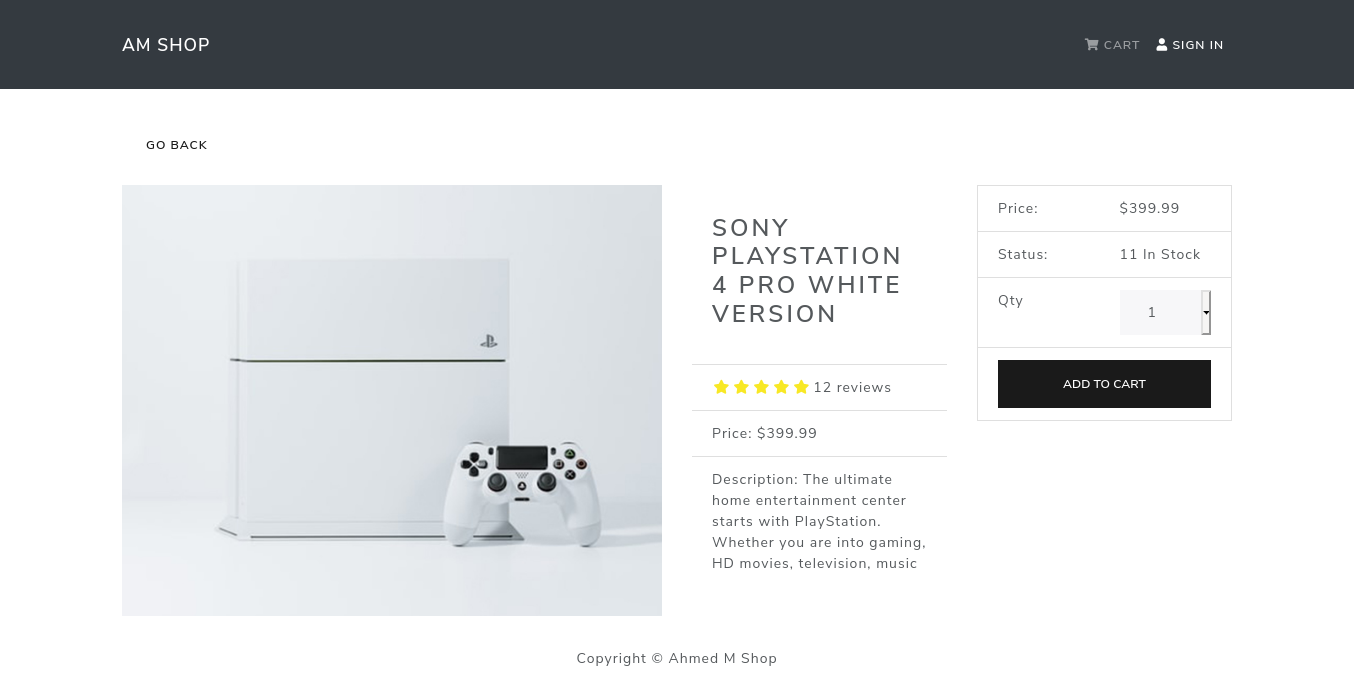 AM SHOP
CART
SIGN IN
GO BACK
SONY
PLAYSTATION
4 PRO WHITE
VERSION
12 reviews
Price: $399.99
Description: The ultimate
home entertainment center
starts with PlayStation.
Whether you are into gaming,
HD movies, television, music
Price: $399.99
Status: 11 In Stock
Qty 1
ADD TO CART
Copyright © Ahmed M Shop